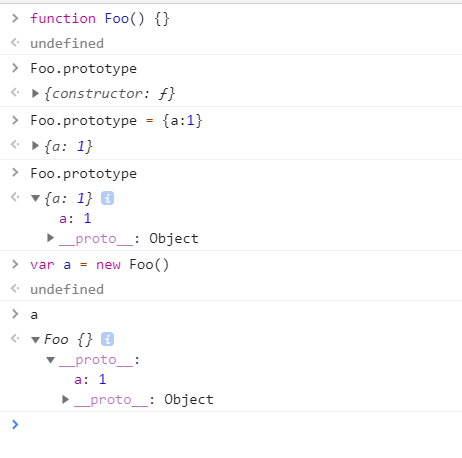 function Foo() {}
undefined
Foo.prototype
{constructor: ƒ}
Foo.prototype = {a:1}
{a: 1}
Foo.prototype
{a: 1} i
a: 1
__proto__: Object
var a = new Foo()
undefined
a
Foo {} i
__proto__:
a: 1
__proto__: Object